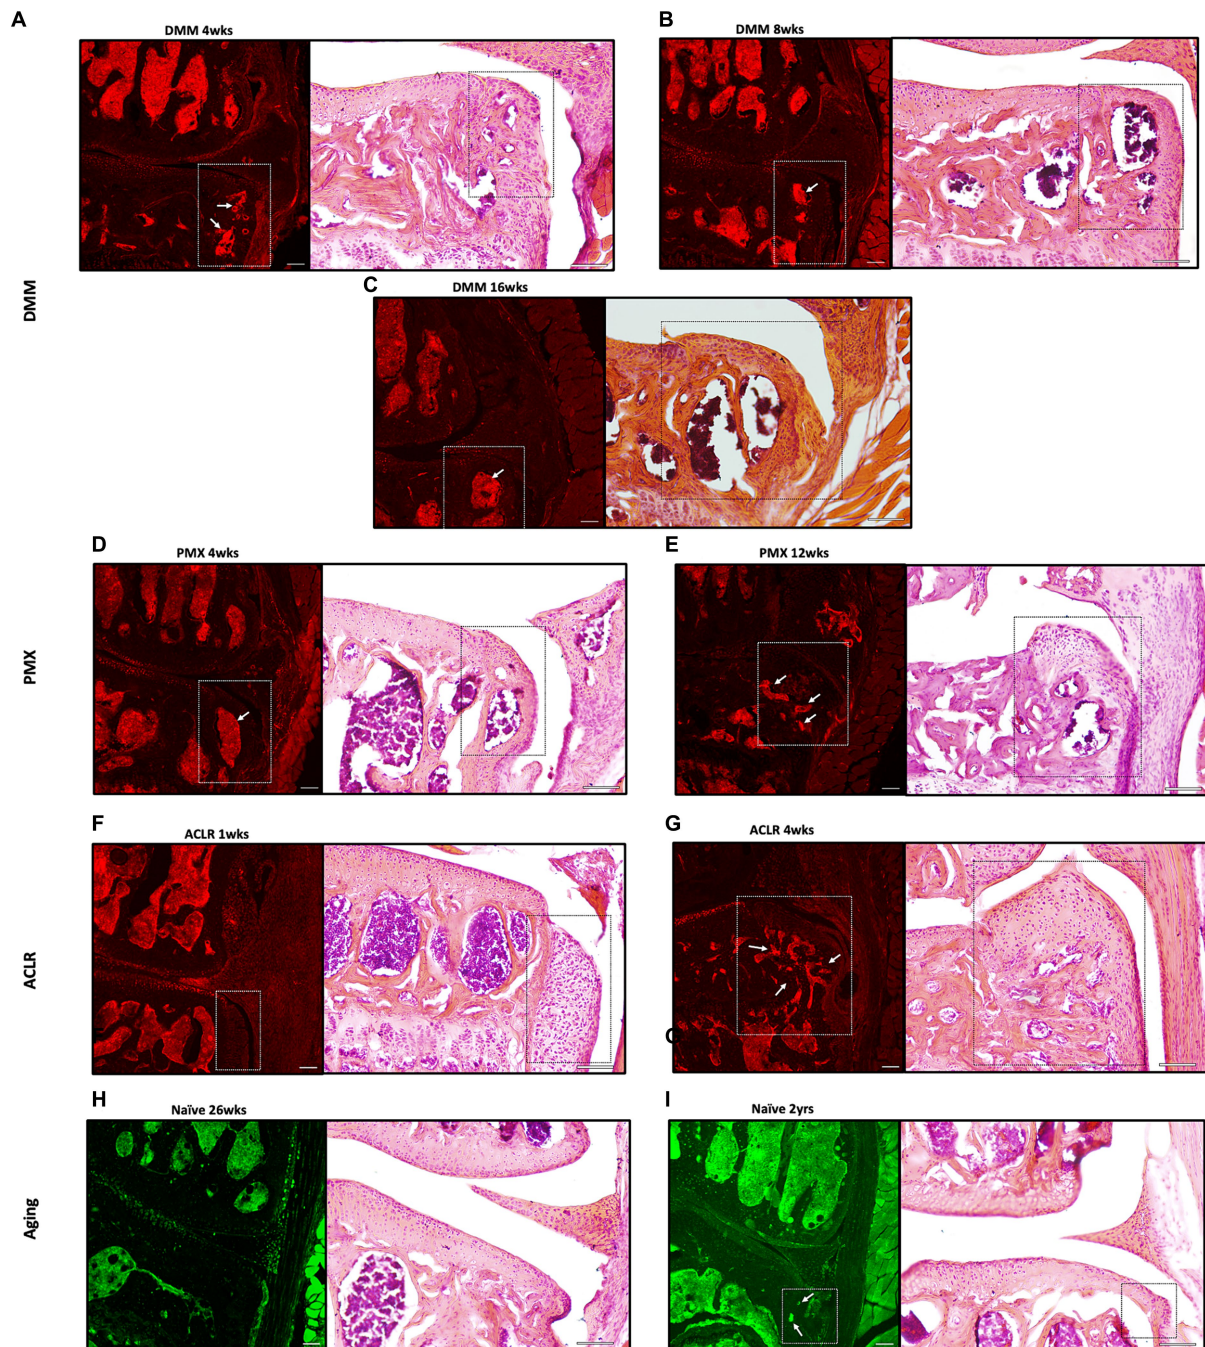 A
DMM 4wks
B
DMM 8wks
DMM
C
DMM 16wks
D
PMX 4wks
E
PMX 12wks
PMX
F
ACLR 1wks
G
ACLR 4wks
ACLR
G
H
Naïve 26wks
I
Naïve 2yrs
Aging